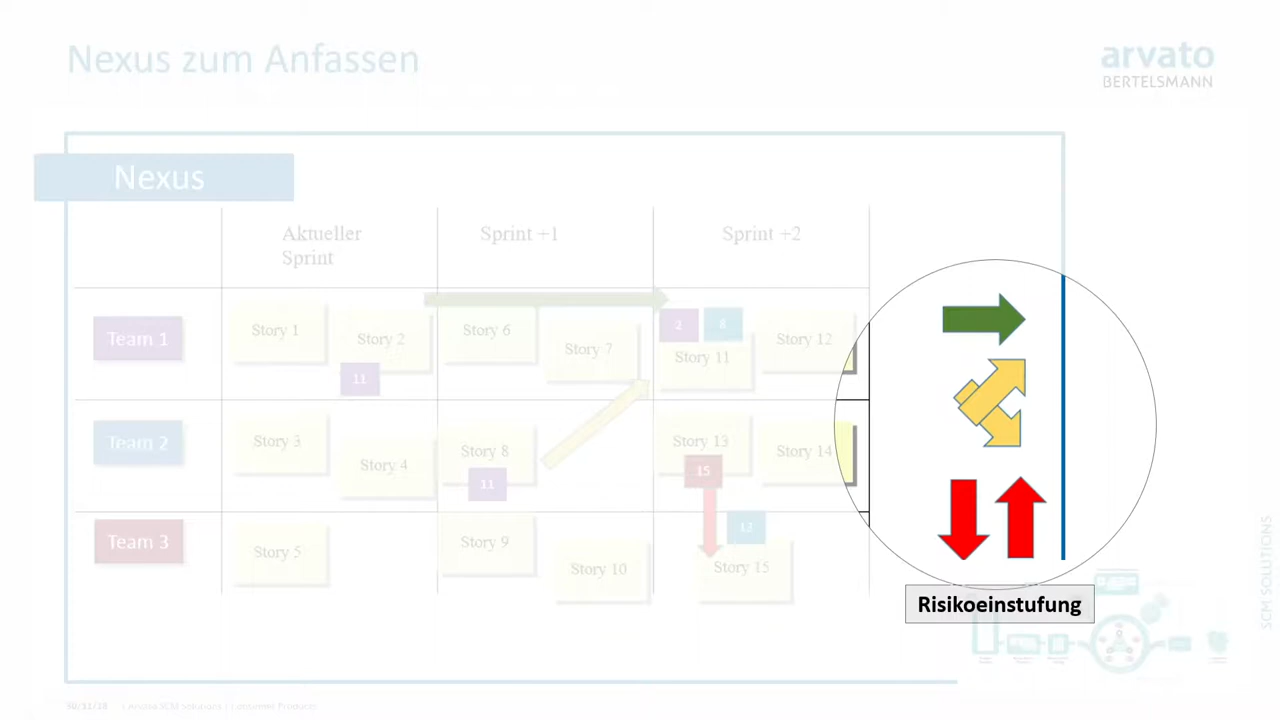 Nexus zum Anfassen
arvato
BERTELSMANN
Nexus
Aktueller
Sprint
Sprint +1
Sprint +2
Team 1
Story 1
Story 2
11
Story 6
Story 7
2
8
Story 11
Story 12
Team 2
Story 3
Story 4
Story 8
11
Story 13
15
Story 14
Team 3
Story 5
Story 9
Story 10
13
Story 15
Risikoeinstufung
SCM SOLUTIONS
| Arvato SCM Solutions |